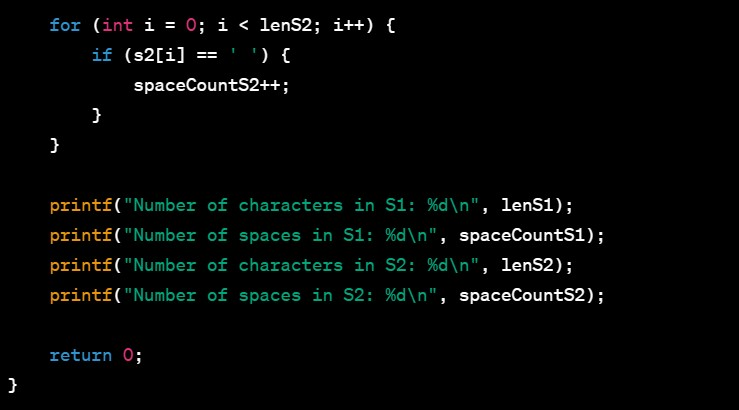 for (int i = 0; i < lenS2; i++) {
if (s2[i] == ' ') {
spaceCountS2++;
}
}
printf("Number of characters in S1: %d\n", lenS1);
printf("Number of spaces in S1: %d\n", spaceCountS1);
printf("Number of characters in S2: %d\n", lenS2);
printf("Number of spaces in S2: %d\n", spaceCountS2);
return 0;
}